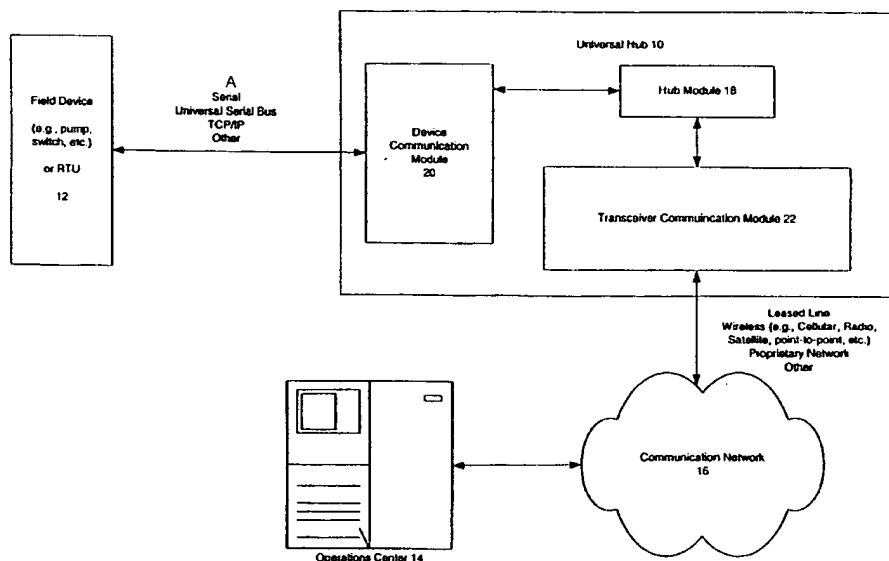 Universal Hub 10
Field Device
(e.g., pump,
switch, etc.)
or RTU
12
A
Serial
Universal Serial Bus
TCP/IP
Other
Device
Communication
Module
20
Hub Module 18
Transceiver Commuincation Module 22
Leased Line
Wireless (e.g., Cellular, Radio,
Satellite, point-to-point, etc.)
Proprietary Network
Other
Communication Network
16
Operations Center 14